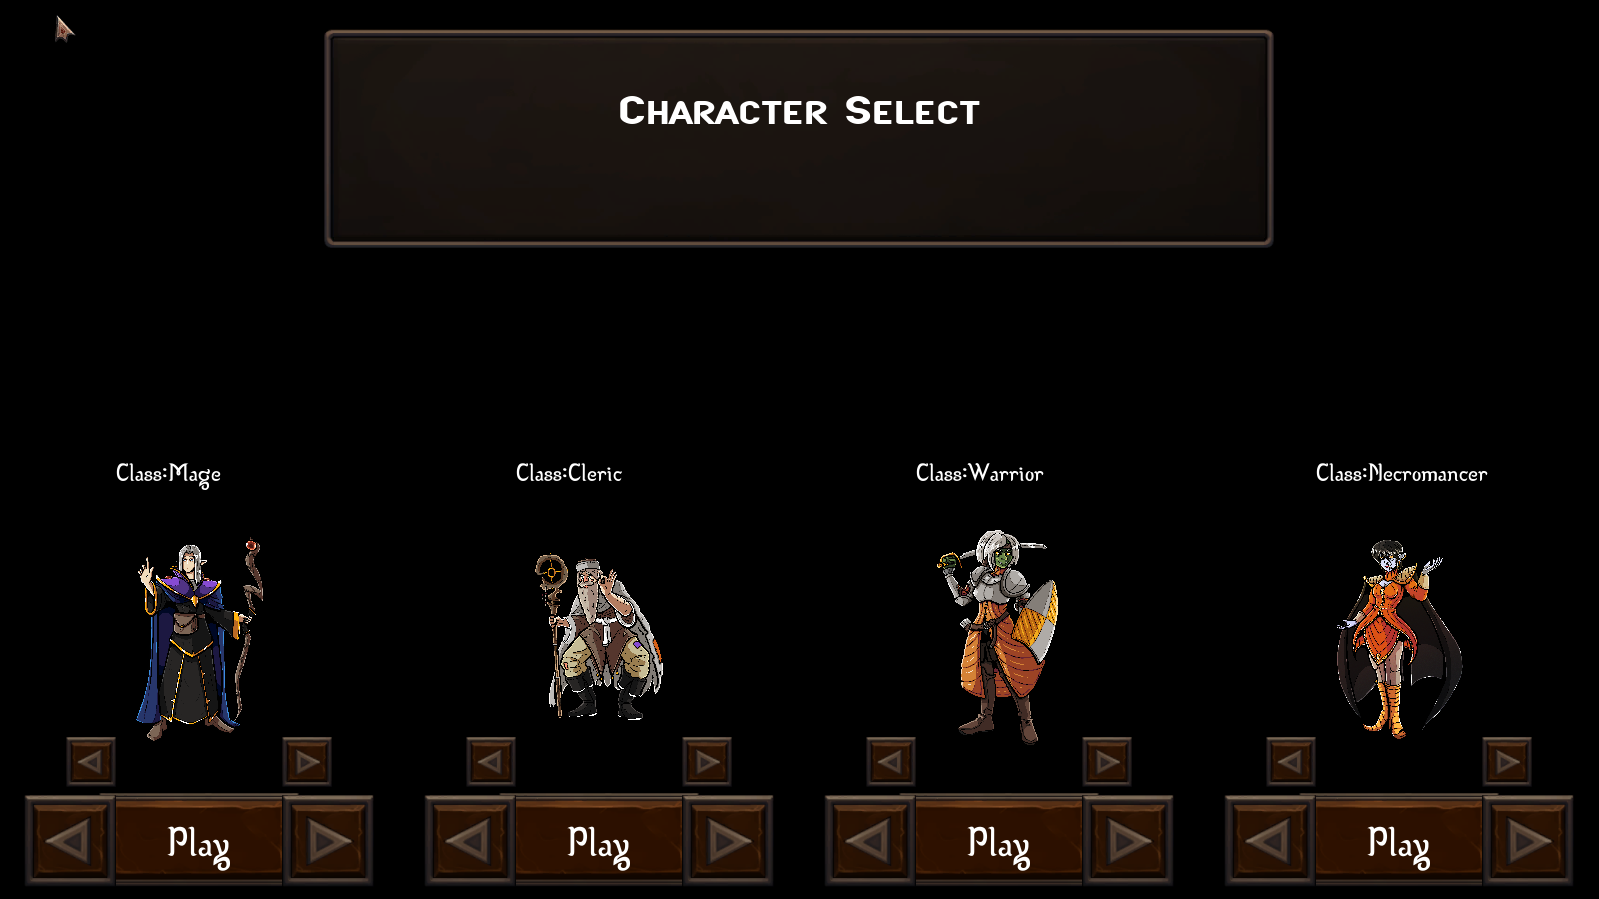 Character Select
Class:Mage
Class:Cleric
Class:Warrior
Class:Necromancer
Play
Play
Play
Play